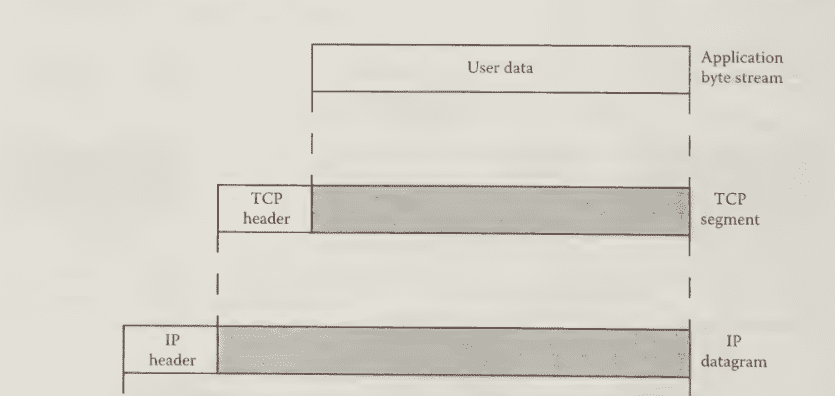 User data
Application
byte stream
TCP
header
TCP
segment
IP
header
IP
datagram